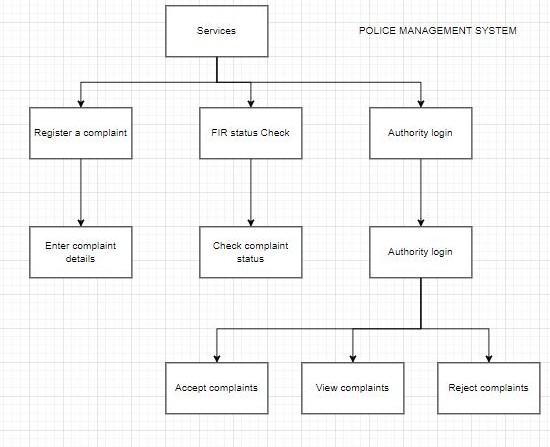 Services
POLICE MANAGEMENT SYSTEM
Register a complaint
FIR status Check
Authority login
Enter complaint
details
Check complaint
status
Authority login
Accept complaints
View complaints
Reject complaints